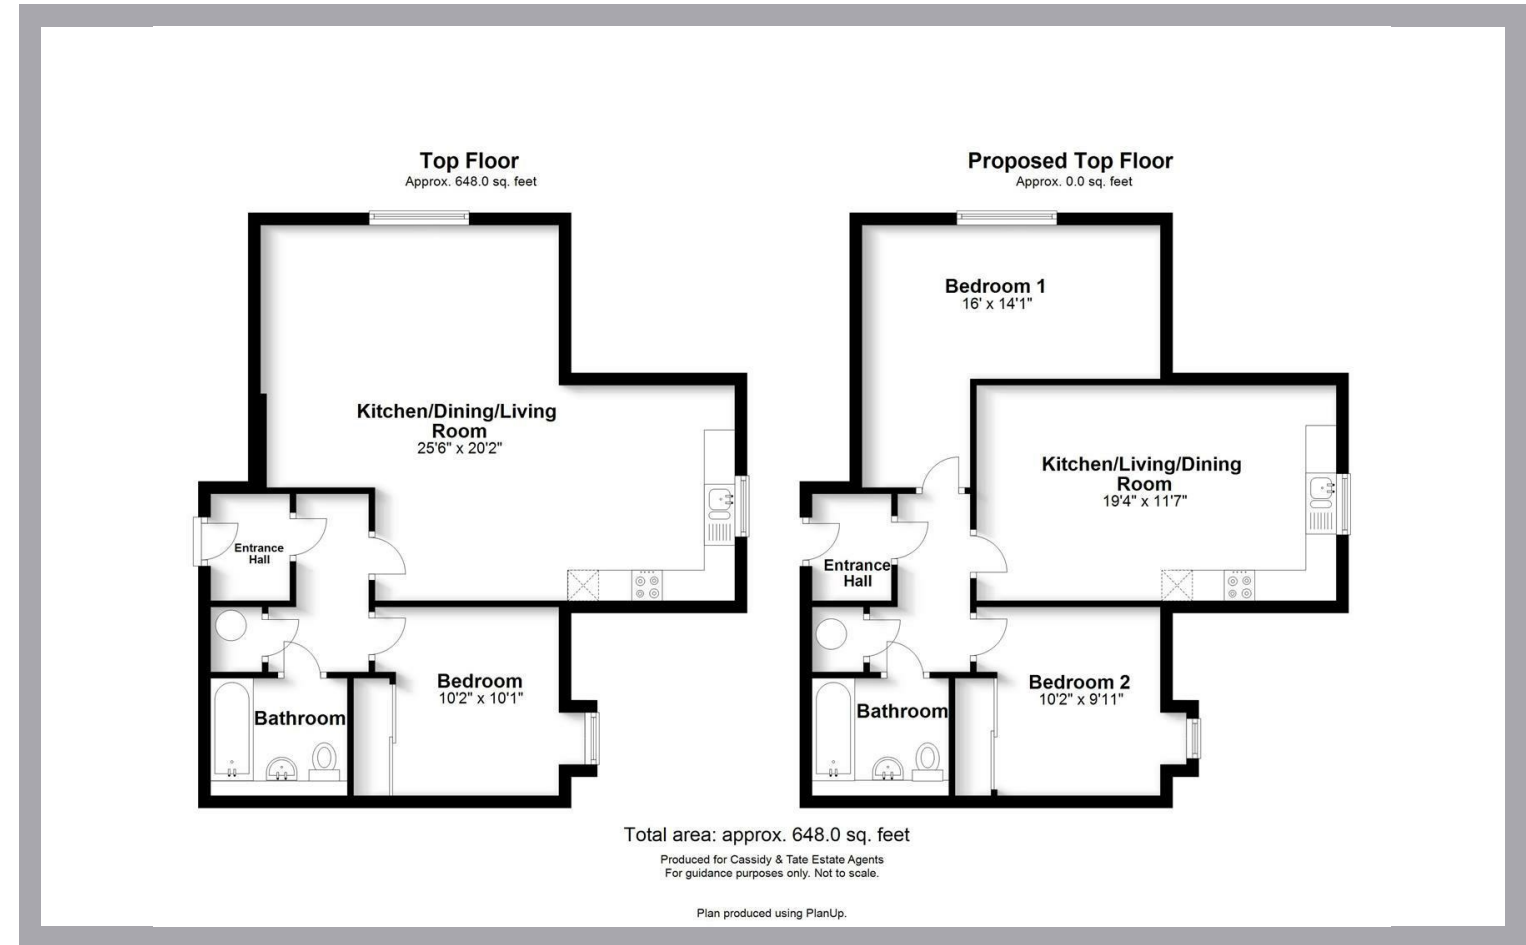 Top Floor
Approx. 648.0 sq. feet
Kitchen/Dining/Living
Room
25'6" x 20'2"
Entrance
Hall
Bedroom
10'2" x 10'1"
Bathroom
Proposed Top Floor
Approx. 0.0 sq. feet
Bedroom 1
16' x 14'1"
Kitchen/Living/Dining
Room
19'4" x 11'7"
Entrance
Hall
Bedroom 2
10'2" x 9'11"
Bathroom
Total area: approx. 648.0 sq. feet
Produced for Cassidy & Tate Estate Agents
For guidance purposes only. Not to scale.
Plan produced using PlanUp.